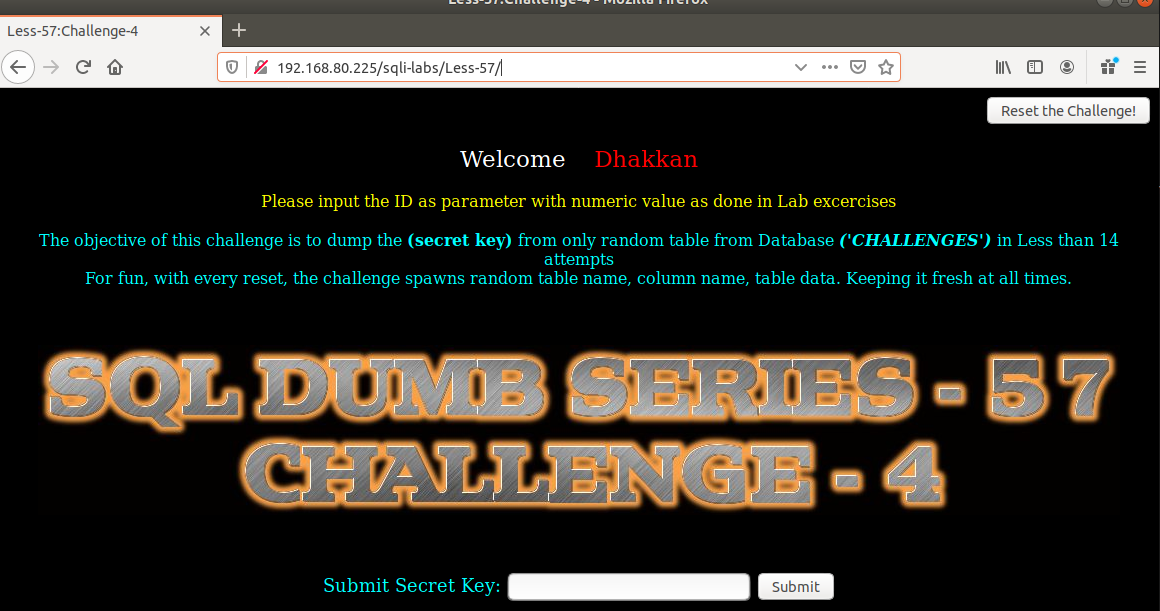 Less-57:Challenge-4 - Mozilla Firefox
Less-57:Challenge-4
192.168.80.225/sqli-labs/Less-57/
Reset the Challenge!
Welcome Dhakkan
Please input the ID as parameter with numeric value as done in Lab excercises
The objective of this challenge is to dump the (secret key) from only random table from Database ('CHALLENGES') in Less than 14
attempts
For fun, with every reset, the challenge spawns random table name, column name, table data. Keeping it fresh at all times.
SQL DUMB SERIES - 5 7
CHALLENGE - 4
Submit Secret Key: Submit